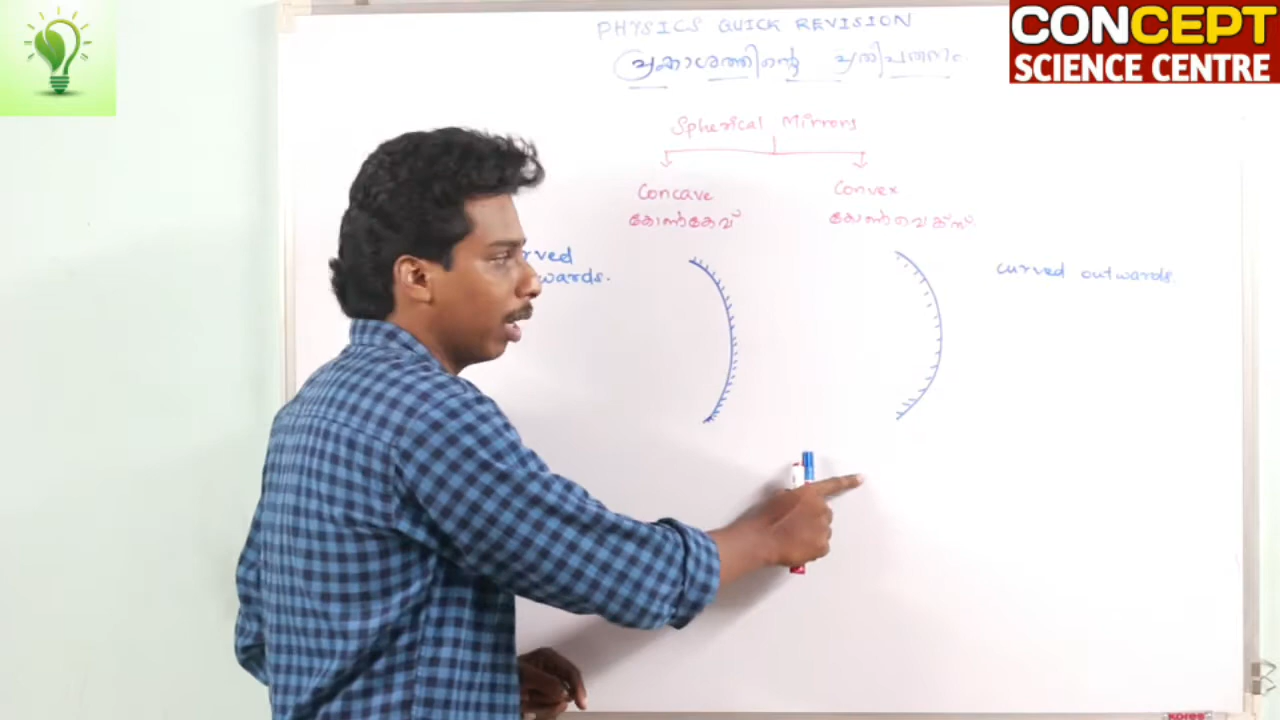 CONCEPT
SCIENCE CENTRE
PHYSICS QUICK REVISION
പ്രകാശത്തിന്റെ പ്രതിപതനം.
Spherical Mirrors
Concave
Convex
കോൺകേവ്
കോൺവെക്സ്.
rved
wards.
curved outwards.
kores